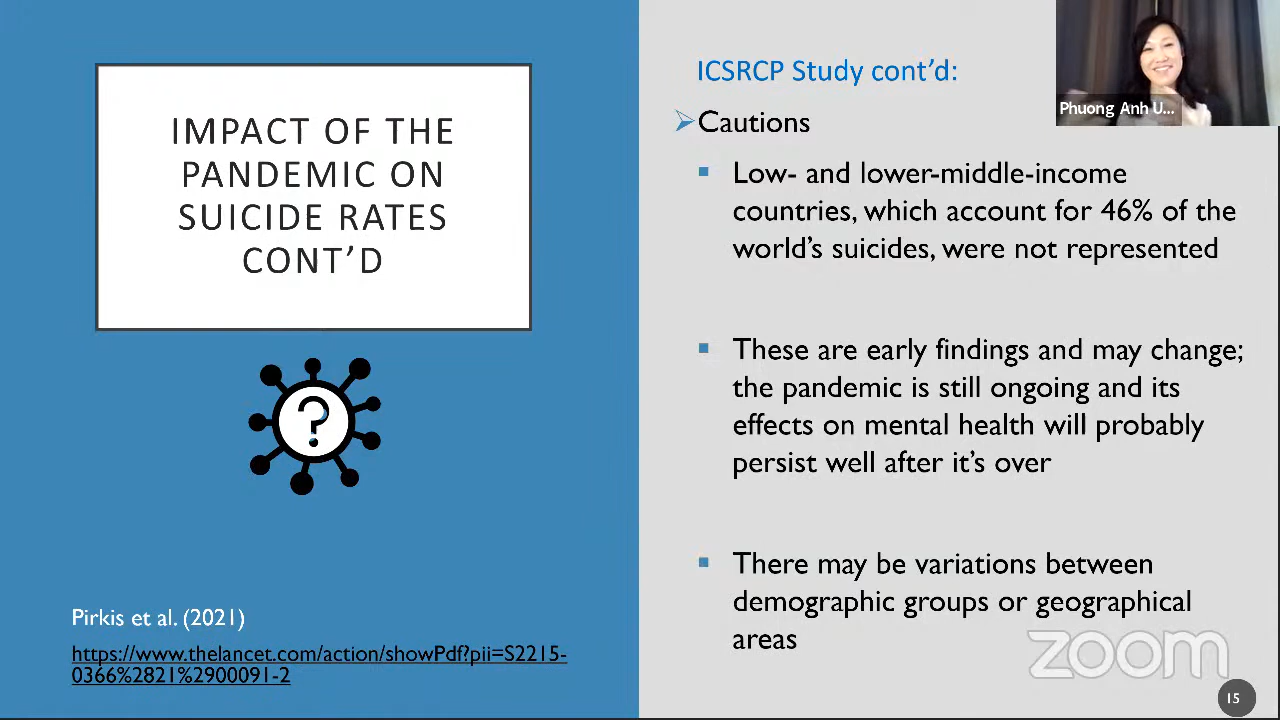 IMPACT OF THE
PANDEMIC ON
SUICIDE RATES
CONT’D
?
Pirkis et al. (2021)
https://www.thelancet.com/action/showPdf?pii=S2215-
0366%2821%2900091-2
ICSRCP Study cont’d:
Cautions
Low- and lower-middle-income
countries, which account for 46% of the
world’s suicides, were not represented
These are early findings and may change;
the pandemic is still ongoing and its
effects on mental health will probably
persist well after it’s over
There may be variations between
demographic groups or geographical
areas
Phuong Anh U...
zoom
15